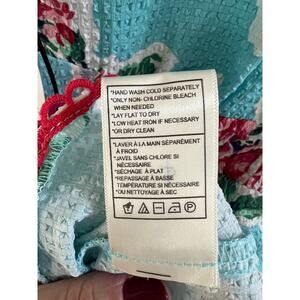 *HAND WASH COLD SEPARATELY
*ONLY NON-CHLORINE BLEACH
WHEN NEEDED
*LAY FLAT TO DRY
*LOW HEAT IRON IF NECESSARY
*OR DRY CLEAN
*LAVER À LA MAIN SÉPARÉMENT
À FROID
*JAVEL SANS CHLORE SI
NÉCESSAIRE
*SÉCHAGE À PLAT
*REPASSAGE À BASSE
TEMPÉRATURE SI NÉCESSAIRE
*OU NETTOYAGE À SEC